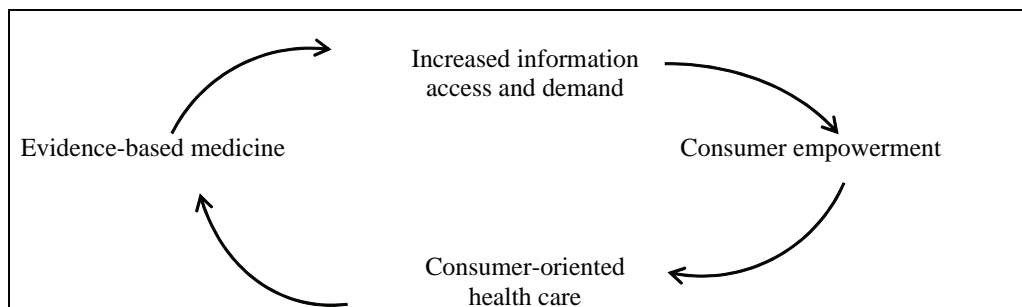 Increased information
access and demand
Evidence-based medicine
Consumer empowerment
Consumer-oriented
health care